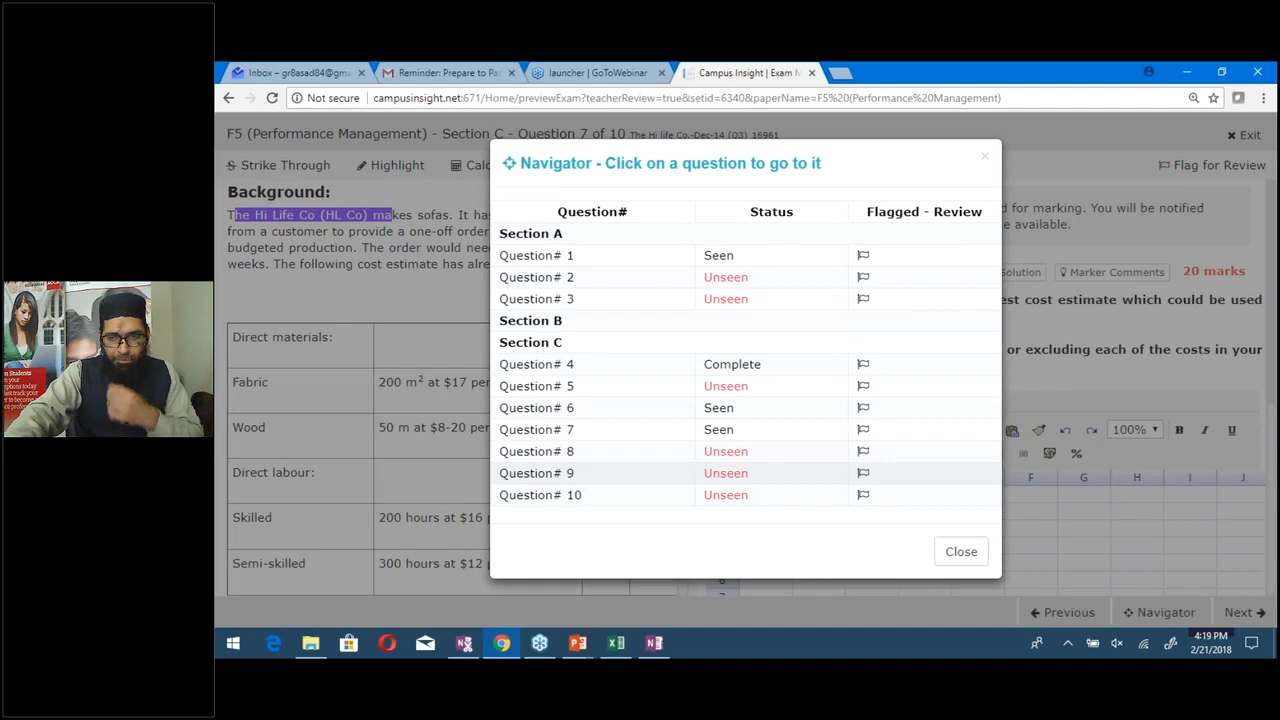 Inbox – gr8asad84@gma
Reminder: Prepare to Pa
launcher | GoToWebinar
Campus Insight | Exam
Not secure
campusinsight.net:671/Home/previewExam?teacherReview=true&setid=6340&paperName=F5%20(Performance%20Management)
F5 (Performance Management) - Section C - Question 7 of 10 The Hi life Co.-Dec-14 (Q3) 16961
Exit
Strike Through
Highlight
Calc
Flag for Review
Background:
The Hi Life Co (HL Co) makes sofas. It ha
from a customer to provide a one-off order
budgeted production. The order would need
weeks. The following cost estimate has alre
Direct materials:
Fabric
200 m² at $17 per
Wood
50 m at $8-20 per
Direct labour:
Skilled
200 hours at $16 p
Semi-skilled
300 hours at $12 p
Navigator - Click on a question to go to it
×
Question#
Status
Flagged - Review
Section A
Question# 1
Seen
Question# 2
Unseen
Question# 3
Unseen
Section B
Section C
Question# 4
Complete
Question# 5
Unseen
Question# 6
Seen
Question# 7
Seen
Question# 8
Unseen
Question# 9
Unseen
Question# 10
Unseen
Close
d for marking. You will be notified
e available.
Solution
Marker Comments
20 marks
est cost estimate which could be used
or excluding each of the costs in your
100%
B
I
U
%
F
G
H
I
J
Previous
Navigator
Next
Students
4:19 PM
2/21/2018